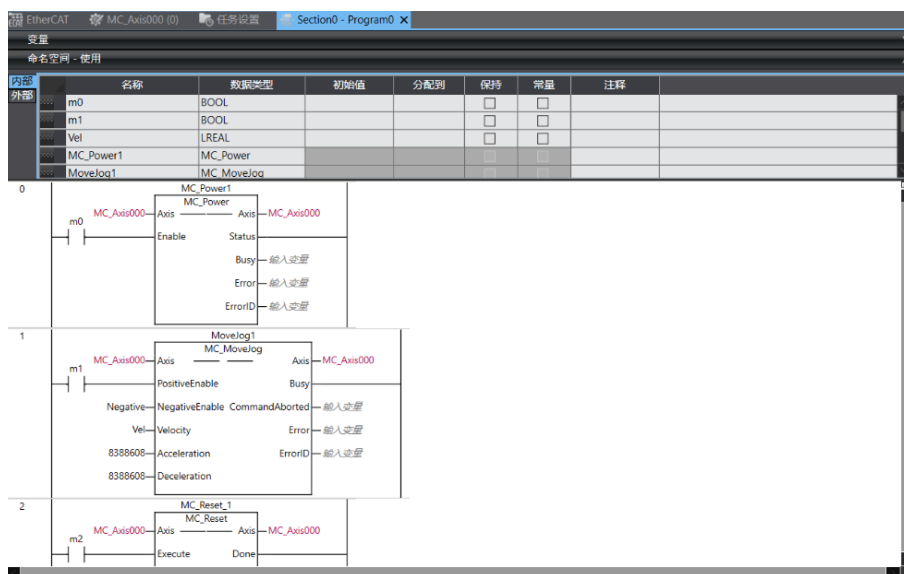 EtherCAT MC_Axis000 (0) 任务设置 Section0 - Program0 X
变量
命名空间 - 使用
内部 名称 数据类型 初始值 分配到 保持 常量 注释
外部
m0 BOOL
m1 BOOL
Vel LREAL
MC_Power1 MC_Power
MoveJog1 MC_MoveJog
0 MC_Power1
MC_Power
MC_Axis000 Axis Axis MC_Axis000
m0
Enable Status
Busy 输入变量
Error 输入变量
ErrorID 输入变量
1 MoveJog1
MC_MoveJog
MC_Axis000 Axis Axis MC_Axis000
m1
PositiveEnable Busy
Negative NegativeEnable CommandAborted 输入变量
Vel Velocity Error 输入变量
8388608 Acceleration ErrorID 输入变量
8388608 Deceleration
2 MC_Reset_1
MC_Reset
MC_Axis000 Axis Axis MC_Axis000
m2
Execute Done